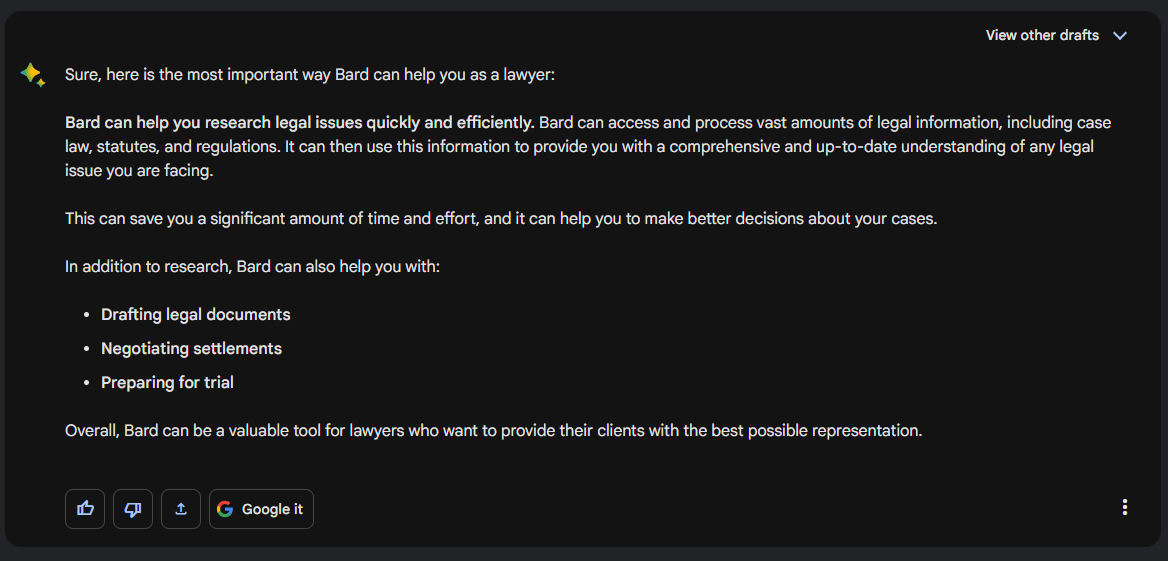 View other drafts
Sure, here is the most important way Bard can help you as a lawyer:
Bard can help you research legal issues quickly and efficiently. Bard can access and process vast amounts of legal information, including case
law, statutes, and regulations. It can then use this information to provide you with a comprehensive and up-to-date understanding of any legal
issue you are facing.
This can save you a significant amount of time and effort, and it can help you to make better decisions about your cases.
In addition to research, Bard can also help you with:
• Drafting legal documents
• Negotiating settlements
• Preparing for trial
Overall, Bard can be a valuable tool for lawyers who want to provide their clients with the best possible representation.
Google it